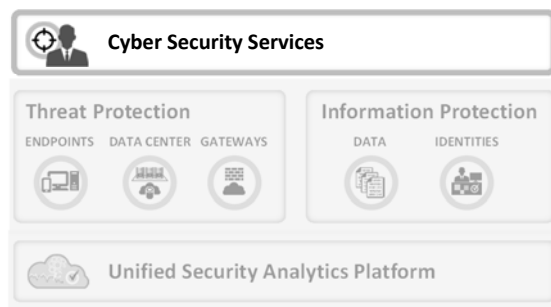 Cyber Security Services
Threat Protection
ENDPOINTS DATA CENTER GATEWAYS
Information Protection
DATA IDENTITIES
Unified Security Analytics Platform